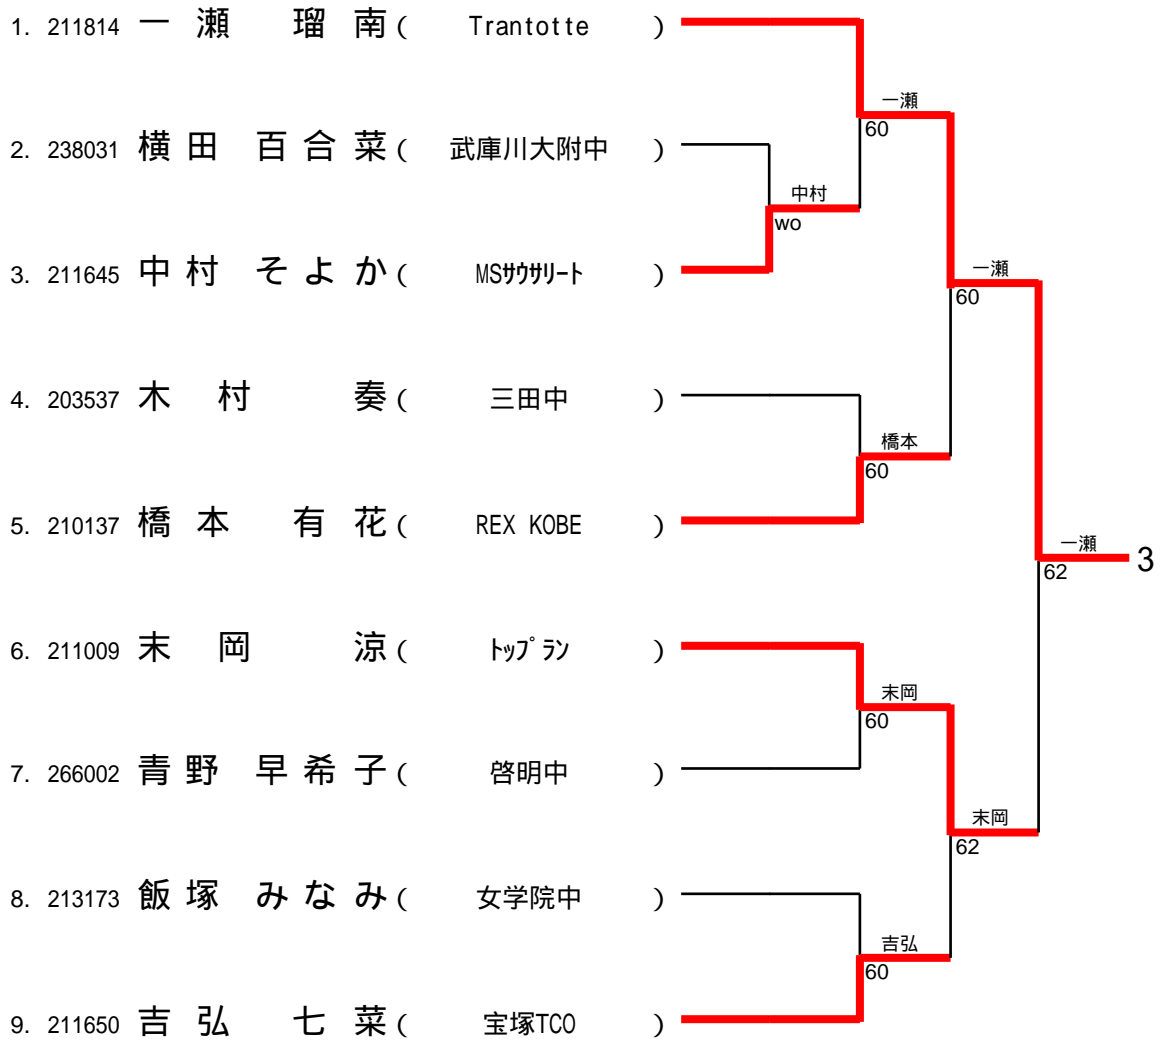 1. 211814 一瀬 瑠南( Trantotte )
一瀬
60
2. 238031 横田 百合菜( 武庫川大附中 )
中村
wo
3. 211645 中村 そよか( MSサウサリート )
一瀬
60
4. 203537 木村 奏( 三田中 )
橋本
60
5. 210137 橋本 有花( REX KOBE )
一瀬
3
62
6. 211009 末岡 涼( トップラン )
末岡
60
7. 266002 青野 早希子( 啓明中 )
末岡
62
8. 213173 飯塚 みなみ( 女学院中 )
吉弘
60
9. 211650 吉弘 七菜( 宝塚TCO )